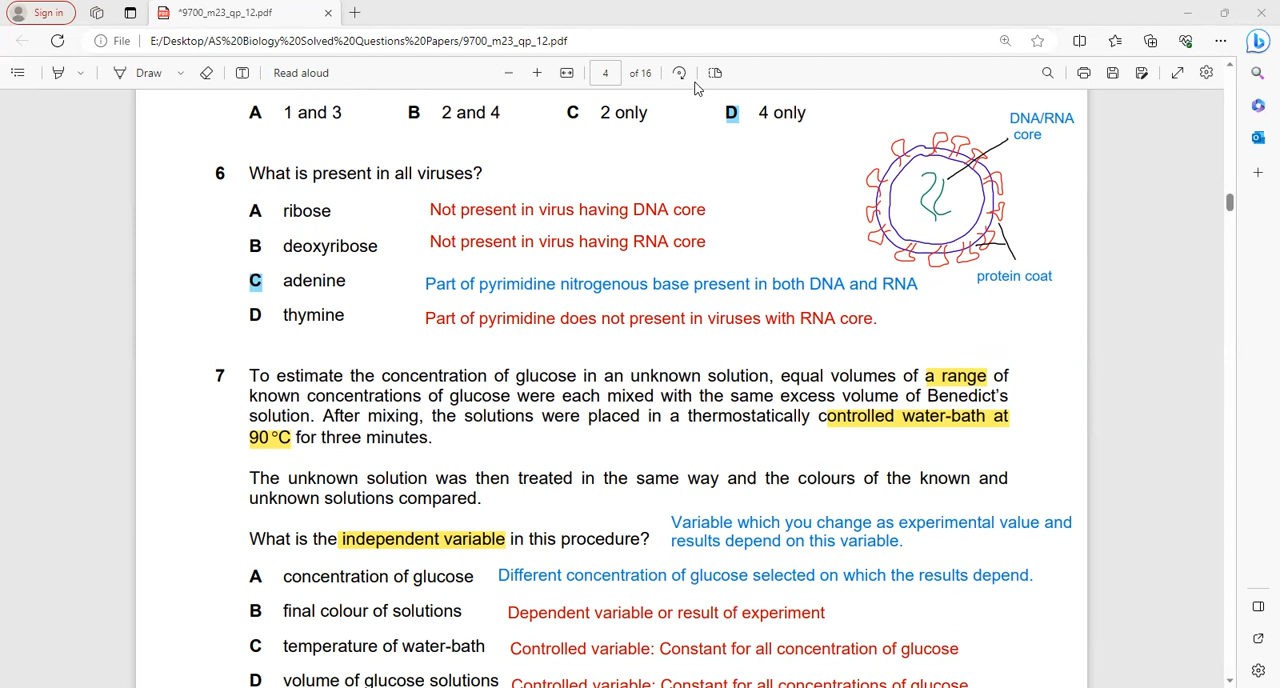 Sign in
*9700_m23_qp_12.pdf
File
E:/Desktop/AS%20Biology%20Solved%20Questions%20Papers/9700_m23_qp_12.pdf
Draw
Read aloud
4
of 16
A 1 and 3 B 2 and 4 C 2 only D 4 only
DNA/RNA
core
6 What is present in all viruses?
A ribose Not present in virus having DNA core
B deoxyribose Not present in virus having RNA core
C adenine Part of pyrimidine nitrogenous base present in both DNA and RNA
protein coat
D thymine Part of pyrimidine does not present in viruses with RNA core.
7 To estimate the concentration of glucose in an unknown solution, equal volumes of a range of
known concentrations of glucose were each mixed with the same excess volume of Benedict's
solution. After mixing, the solutions were placed in a thermostatically controlled water-bath at
90 °C for three minutes.
The unknown solution was then treated in the same way and the colours of the known and
unknown solutions compared.
What is the independent variable in this procedure?
Variable which you change as experimental value and
results depend on this variable.
A concentration of glucose Different concentration of glucose selected on which the results depend.
B final colour of solutions Dependent variable or result of experiment
C temperature of water-bath Controlled variable: Constant for all concentration of glucose
D volume of glucose solutions Controlled variable: Constant for all concentrations of glucose